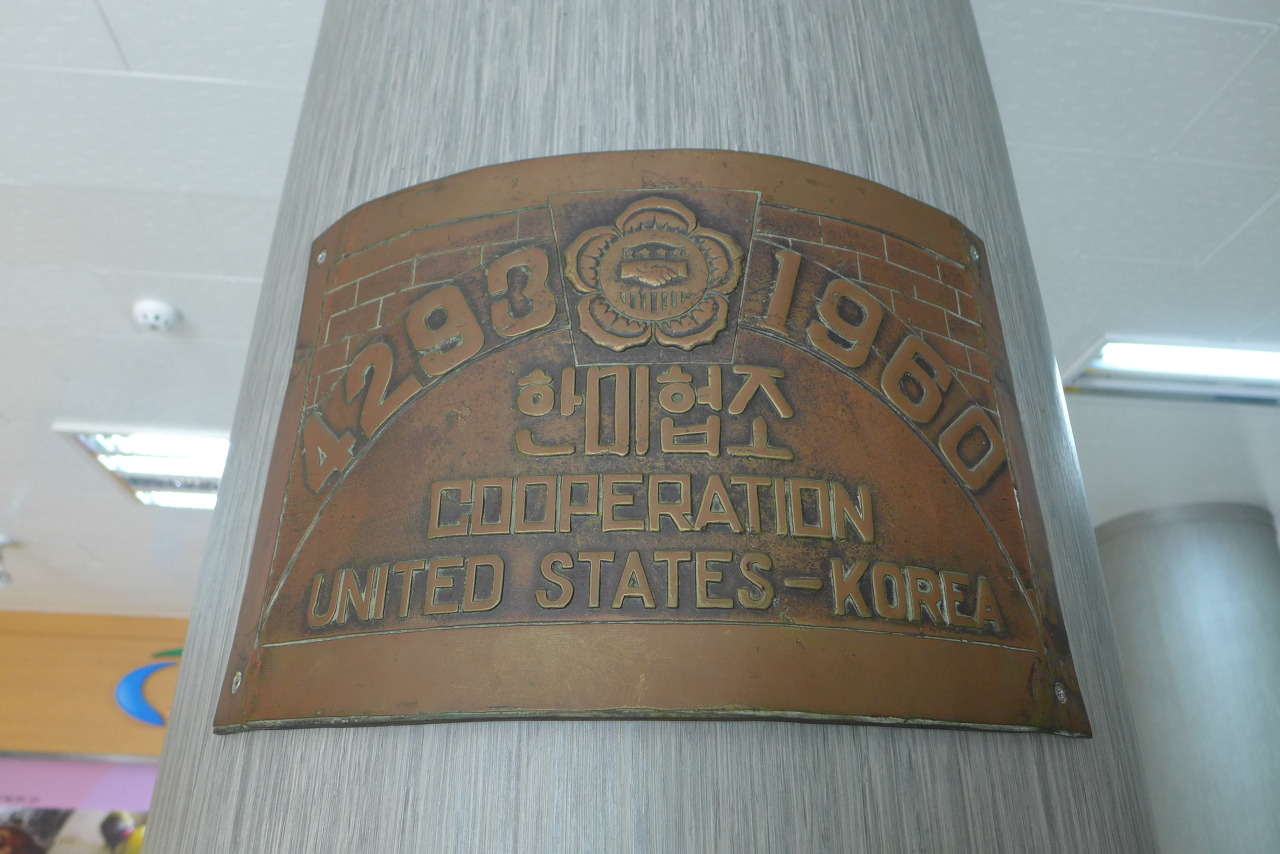 4293 1960
한미협조
COOPERATION
UNITED STATES-KOREA